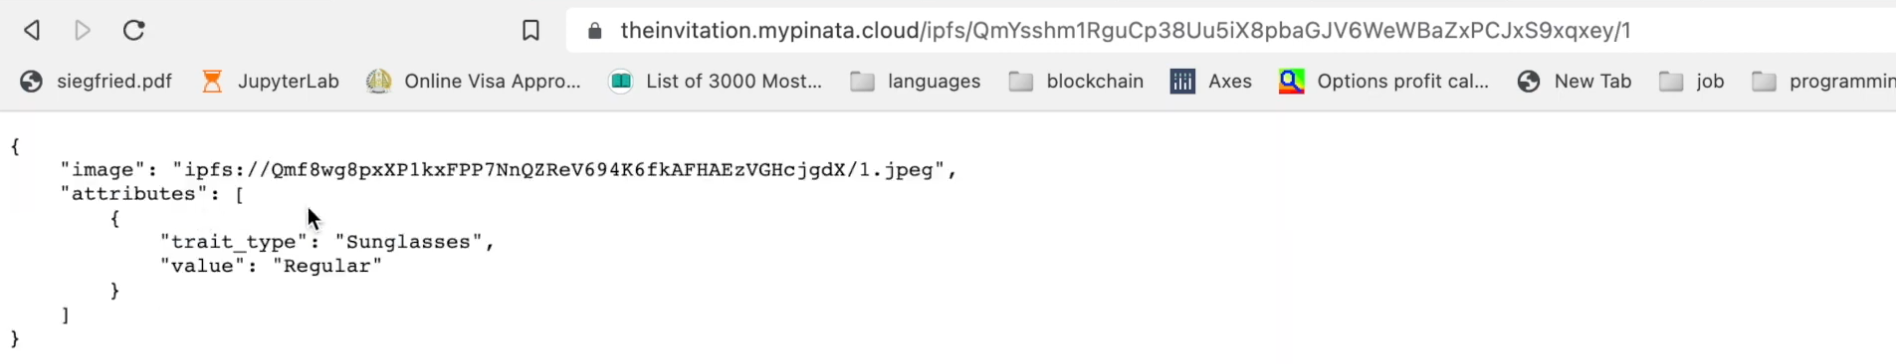 theinvitation.mypinata.cloud/ipfs/QmYsshm1RguCp38Uu5iX8pbaGJV6WeWBaZxPCJxS9xqxey/1
siegfried.pdf JupyterLab Online Visa Appro... List of 3000 Most... languages blockchain Axes Options profit cal... New Tab job programmin
{
"image": "ipfs://Qmf8wg8pxXP1kxFPP7NnQZReV694K6fkAFHAEzVGHcjgdX/1.jpeg",
"attributes": [
{
"trait_type": "Sunglasses",
"value": "Regular"
}
]
}